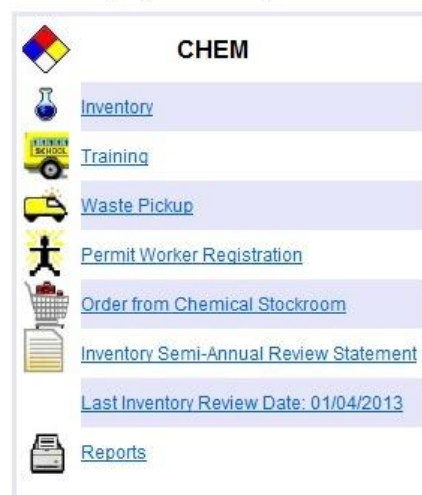 CHEM
Inventory
SCHOOL
Training
Waste Pickup
Permit Worker Registration
Order from Chemical Stockroom
Inventory Semi-Annual Review Statement
Last Inventory Review Date: 01/04/2013
Reports